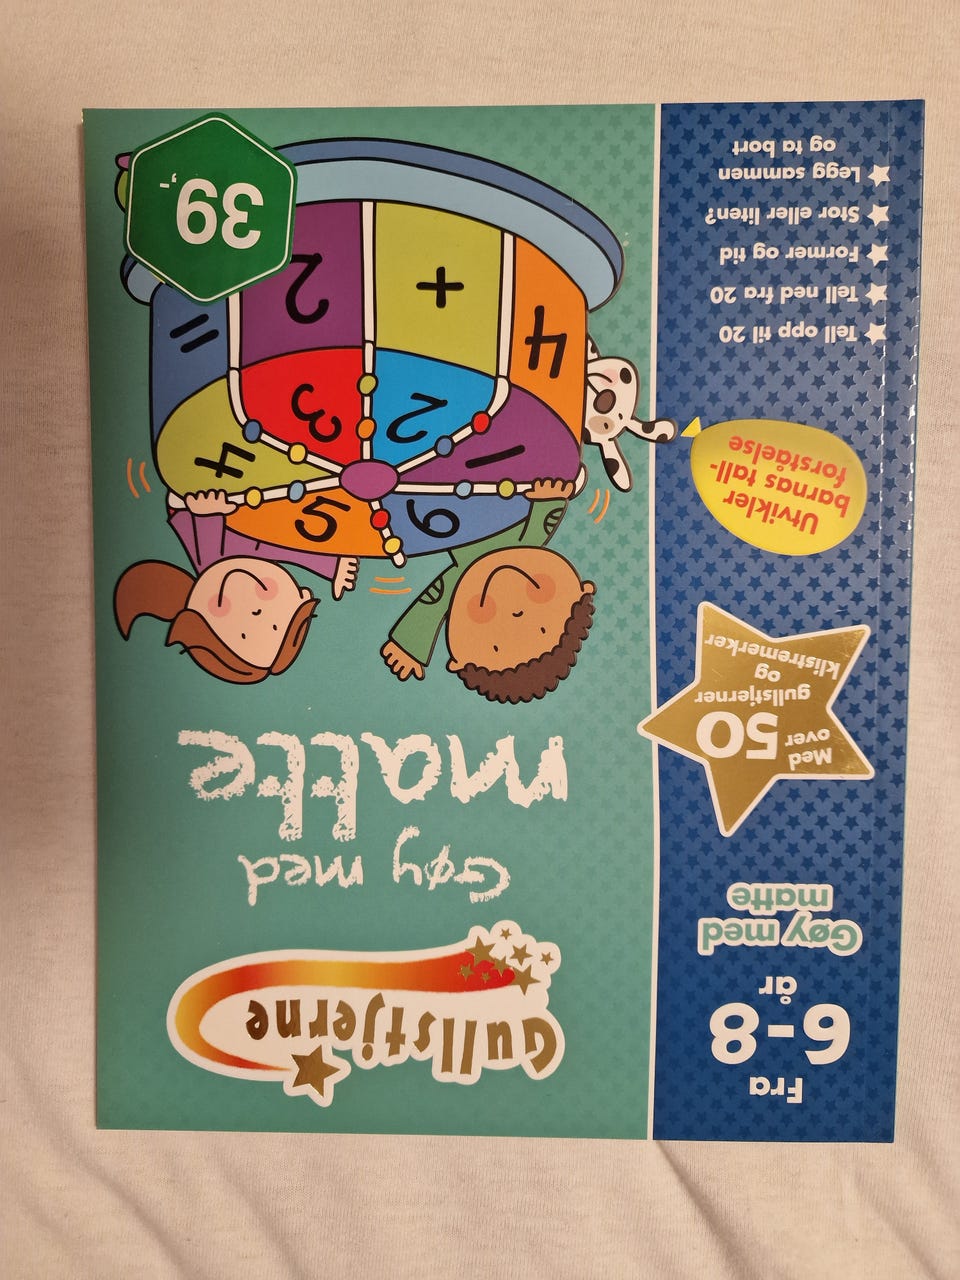 Fra
6-8
år
Gøy med
matte
Med
over 50
gullstjerner
og
klistremerker
Utvikler
barnas tall-
forståelse
Tell opp til 20
Tell ned fra 20
Former og tid
Stor eller liten?
Legg sammen
og ta bort
Gullstjerne
Gøy med
matte
6 5
1 2 3 4
4 + 2 =
39,-